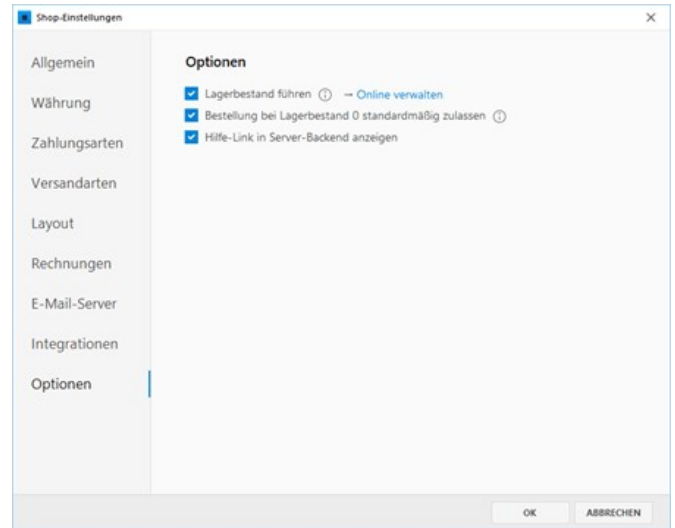 Shop-Einstellungen
Allgemein
Währung
Zahlungsarten
Versandarten
Layout
Rechnungen
E-Mail-Server
Integrationen
Optionen
Optionen
Lagerbestand führen → Online verwalten
Bestellung bei Lagerbestand 0 standardmäßig zulassen
Hilfe-Link in Server-Backend anzeigen
OK ABBRECHEN